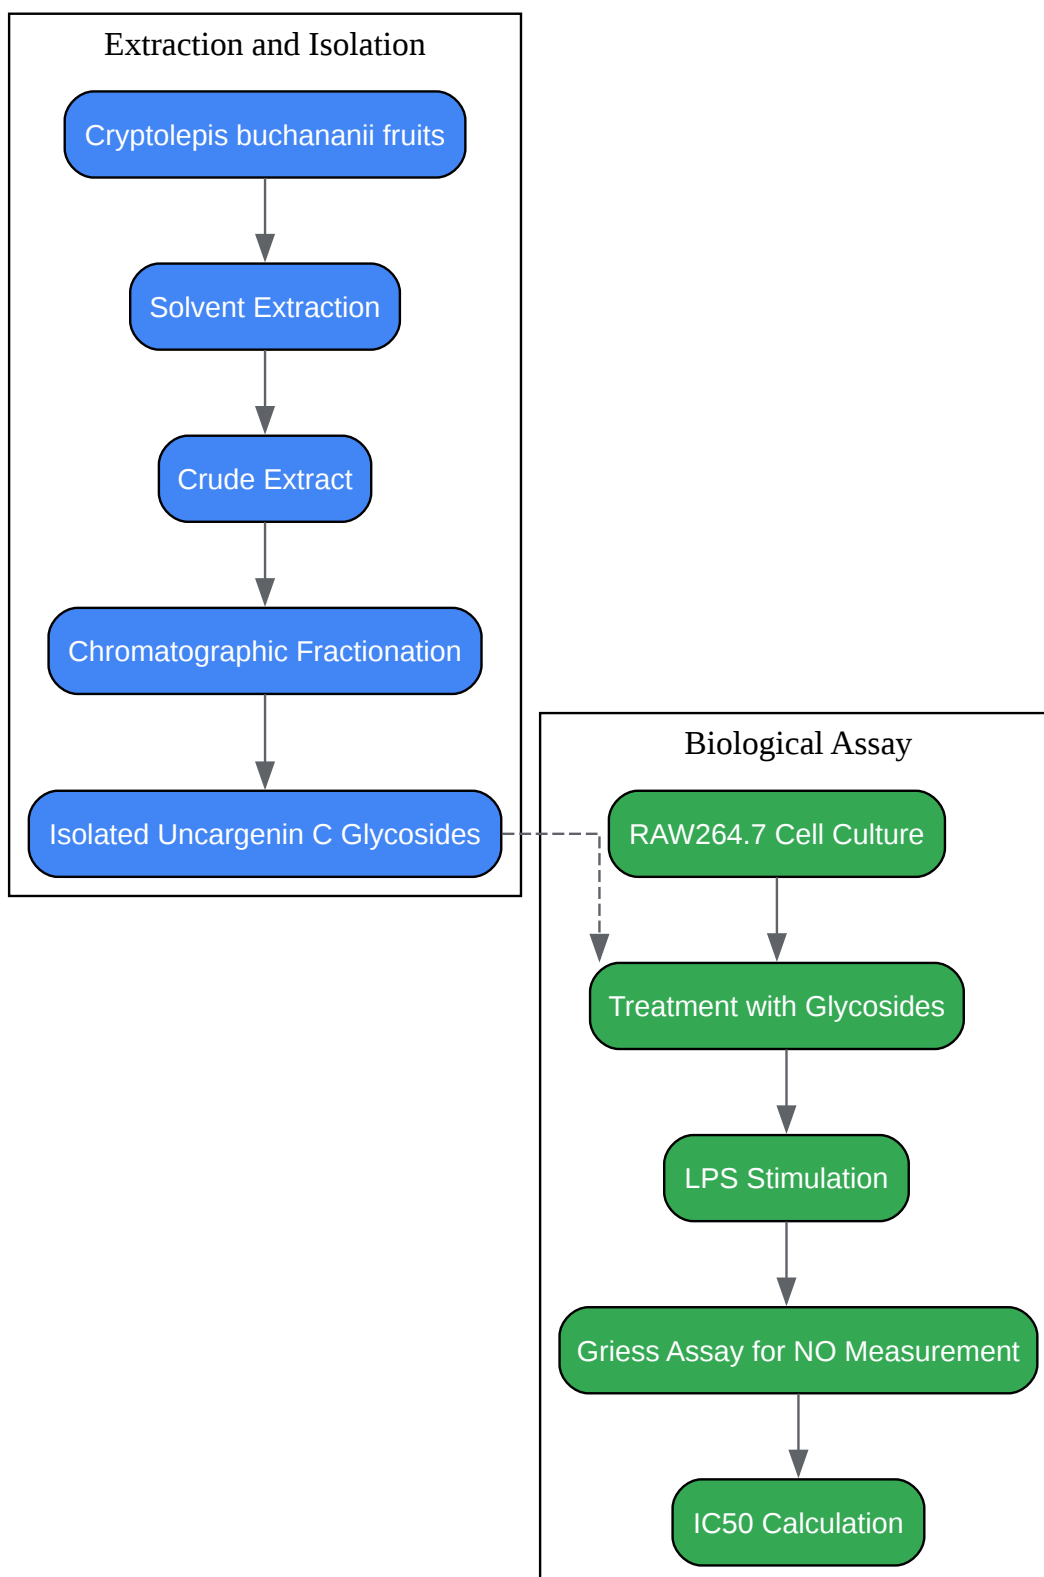 Extraction and Isolation
Cryptolepis buchananii fruits
Solvent Extraction
Crude Extract
Chromatographic Fractionation
Isolated Uncargenin C Glycosides
Biological Assay
RAW264.7 Cell Culture
Treatment with Glycosides
LPS Stimulation
Griess Assay for NO Measurement
IC50 Calculation